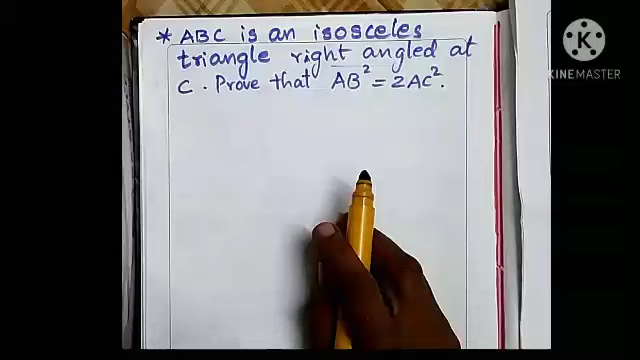 * ABC is an isosceles
triangle right angled at
C. Prove that AB² = 2AC².
KINEMASTER